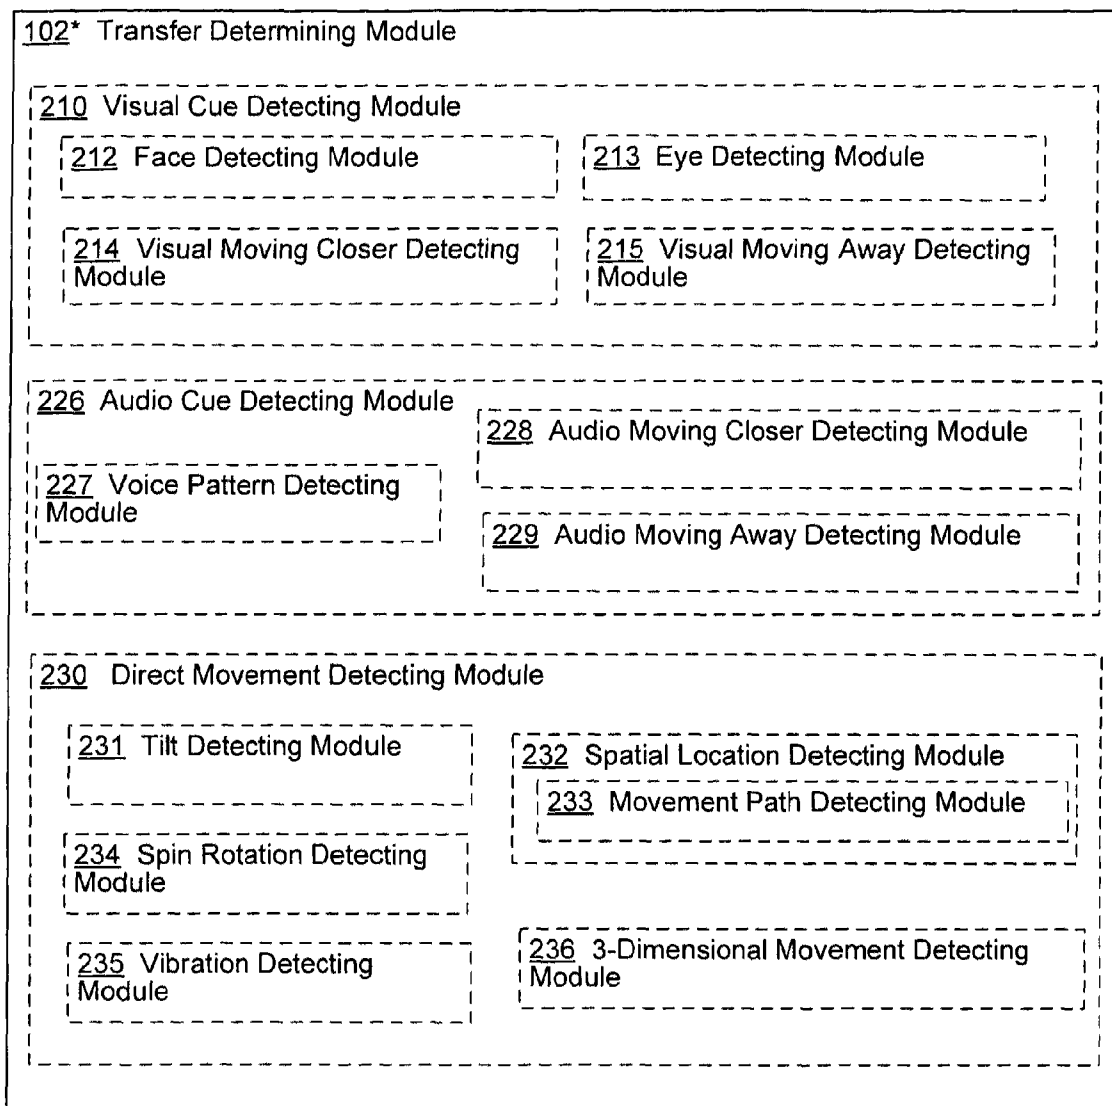 102* Transfer Determining Module
210 Visual Cue Detecting Module
212 Face Detecting Module
213 Eye Detecting Module
214 Visual Moving Closer Detecting
Module
215 Visual Moving Away Detecting
Module
226 Audio Cue Detecting Module
228 Audio Moving Closer Detecting Module
227 Voice Pattern Detecting
Module
229 Audio Moving Away Detecting Module
230 Direct Movement Detecting Module
231 Tilt Detecting Module
232 Spatial Location Detecting Module
233 Movement Path Detecting Module
234 Spin Rotation Detecting
Module
235 Vibration Detecting
Module
236 3-Dimensional Movement Detecting
Module